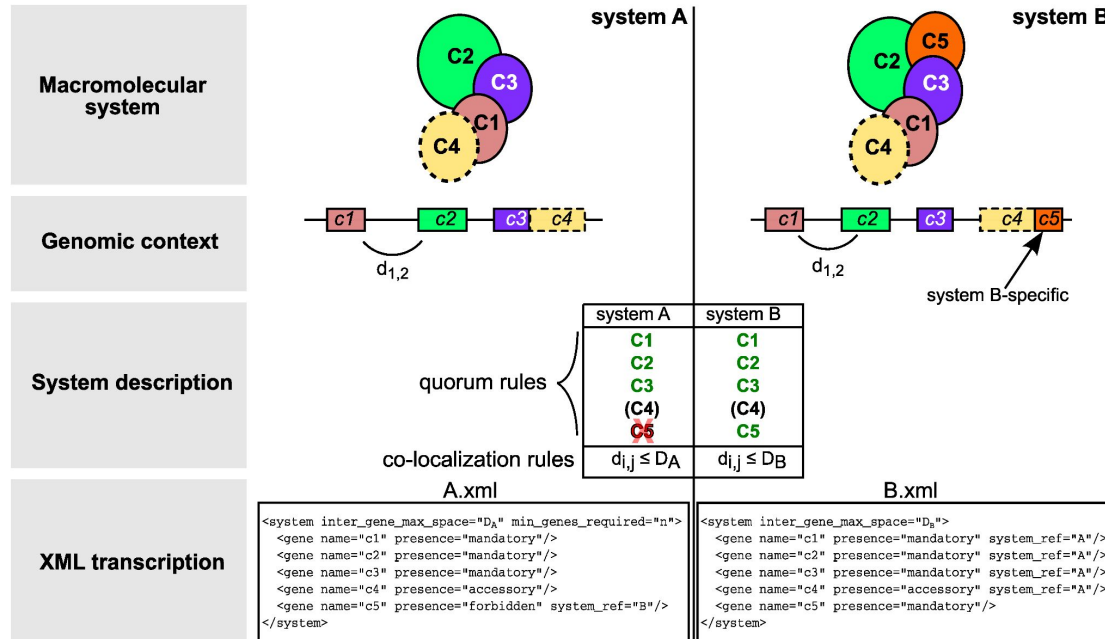 system A
system B
Macromolecular
system
C2
C3
C1
C4
C5
C2
C3
C1
C4
Genomic context
c1
c2
c3
c4
d1,2
c1
c2
c3
c4
c5
d1,2
system B-specific
System description
system A
system B
quorum rules
C1
C1
C2
C2
C3
C3
(C4)
(C4)
C5
C5
co-localization rules
di,j ≤ DA
di,j ≤ DB
XML transcription
A.xml
<system inter_gene_max_space="DA" min_genes_required="n">
<gene name="c1" presence="mandatory"/>
<gene name="c2" presence="mandatory"/>
<gene name="c3" presence="mandatory"/>
<gene name="c4" presence="accessory"/>
<gene name="c5" presence="forbidden" system_ref="B"/>
</system>
B.xml
<system inter_gene_max_space="DB">
<gene name="c1" presence="mandatory" system_ref="A"/>
<gene name="c2" presence="mandatory" system_ref="A"/>
<gene name="c3" presence="mandatory" system_ref="A"/>
<gene name="c4" presence="accessory" system_ref="A"/>
<gene name="c5" presence="mandatory"/>
</system>